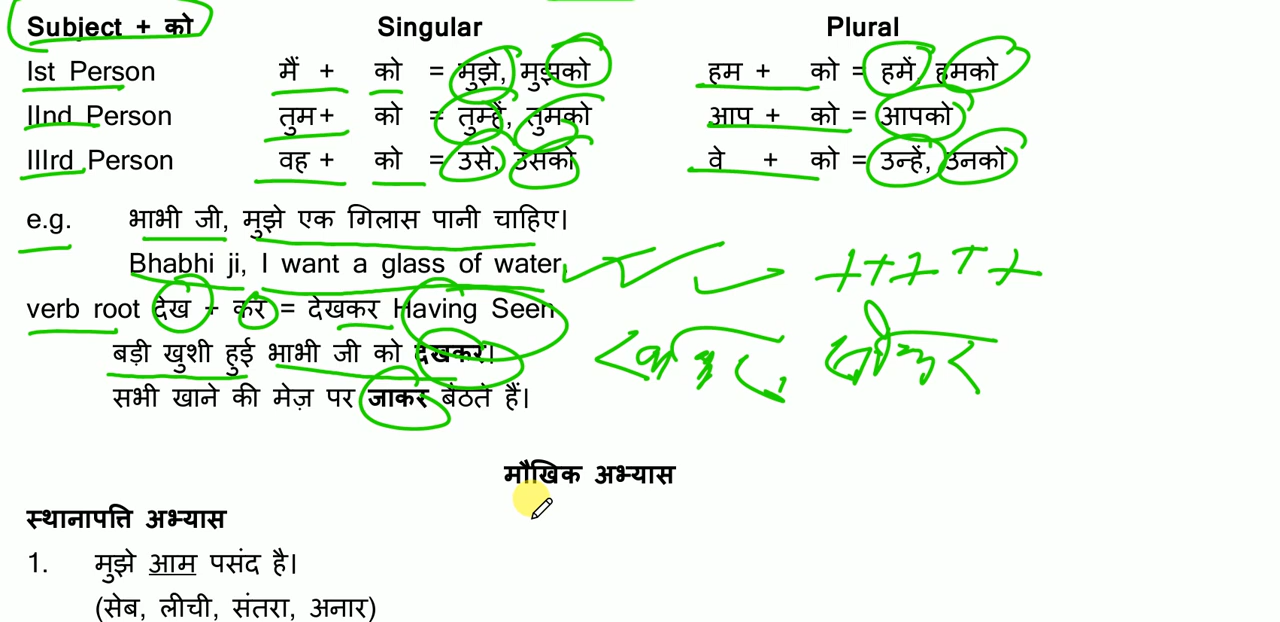 Subject + को Singular Plural
Ist Person मैं + को = मुझे, मुझको हम + को = हमें, हमको
IInd Person तुम+ को = तुम्हें, तुमको आप + को = आपको
IIIrd Person वह + को = उसे, उसको वे + को = उन्हें, उनको
e.g. भाभी जी, मुझे एक गिलास पानी चाहिए।
Bhabhi ji, I want a glass of water.
verb root देख + कर = देखकर Having Seen
बड़ी खुशी हुई भाभी जी को देखकर।
सभी खाने की मेज़ पर जाकर बैठते हैं।
मौखिक अभ्यास
स्थानापत्ति अभ्यास
1. मुझे आम पसंद है।
(सेब, लीची, संतरा, अनार)